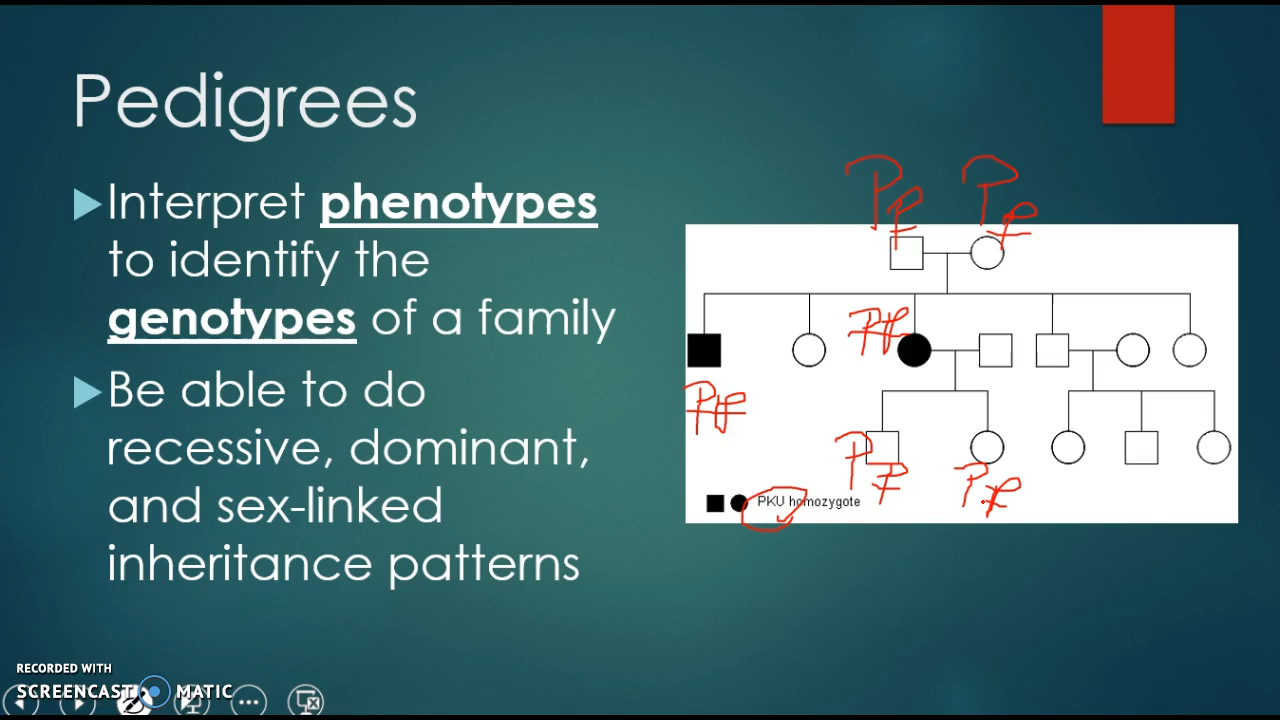 Pedigrees
Interpret phenotypes
to identify the
genotypes of a family
Be able to do
recessive, dominant,
and sex-linked
inheritance patterns
Pp Pp
pp
pp
Pp Pp
PKU homozygote
RECORDED WITH
SCREENCAST MATIC